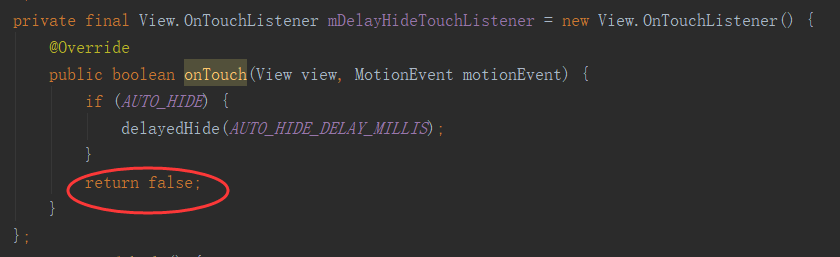 private final View.OnTouchListener mDelayHideTouchListener = new View.OnTouchListener() {
@Override
public boolean onTouch(View view, MotionEvent motionEvent) {
if (AUTO_HIDE) {
delayedHide(AUTO_HIDE_DELAY_MILLIS);
}
return false;
}
};